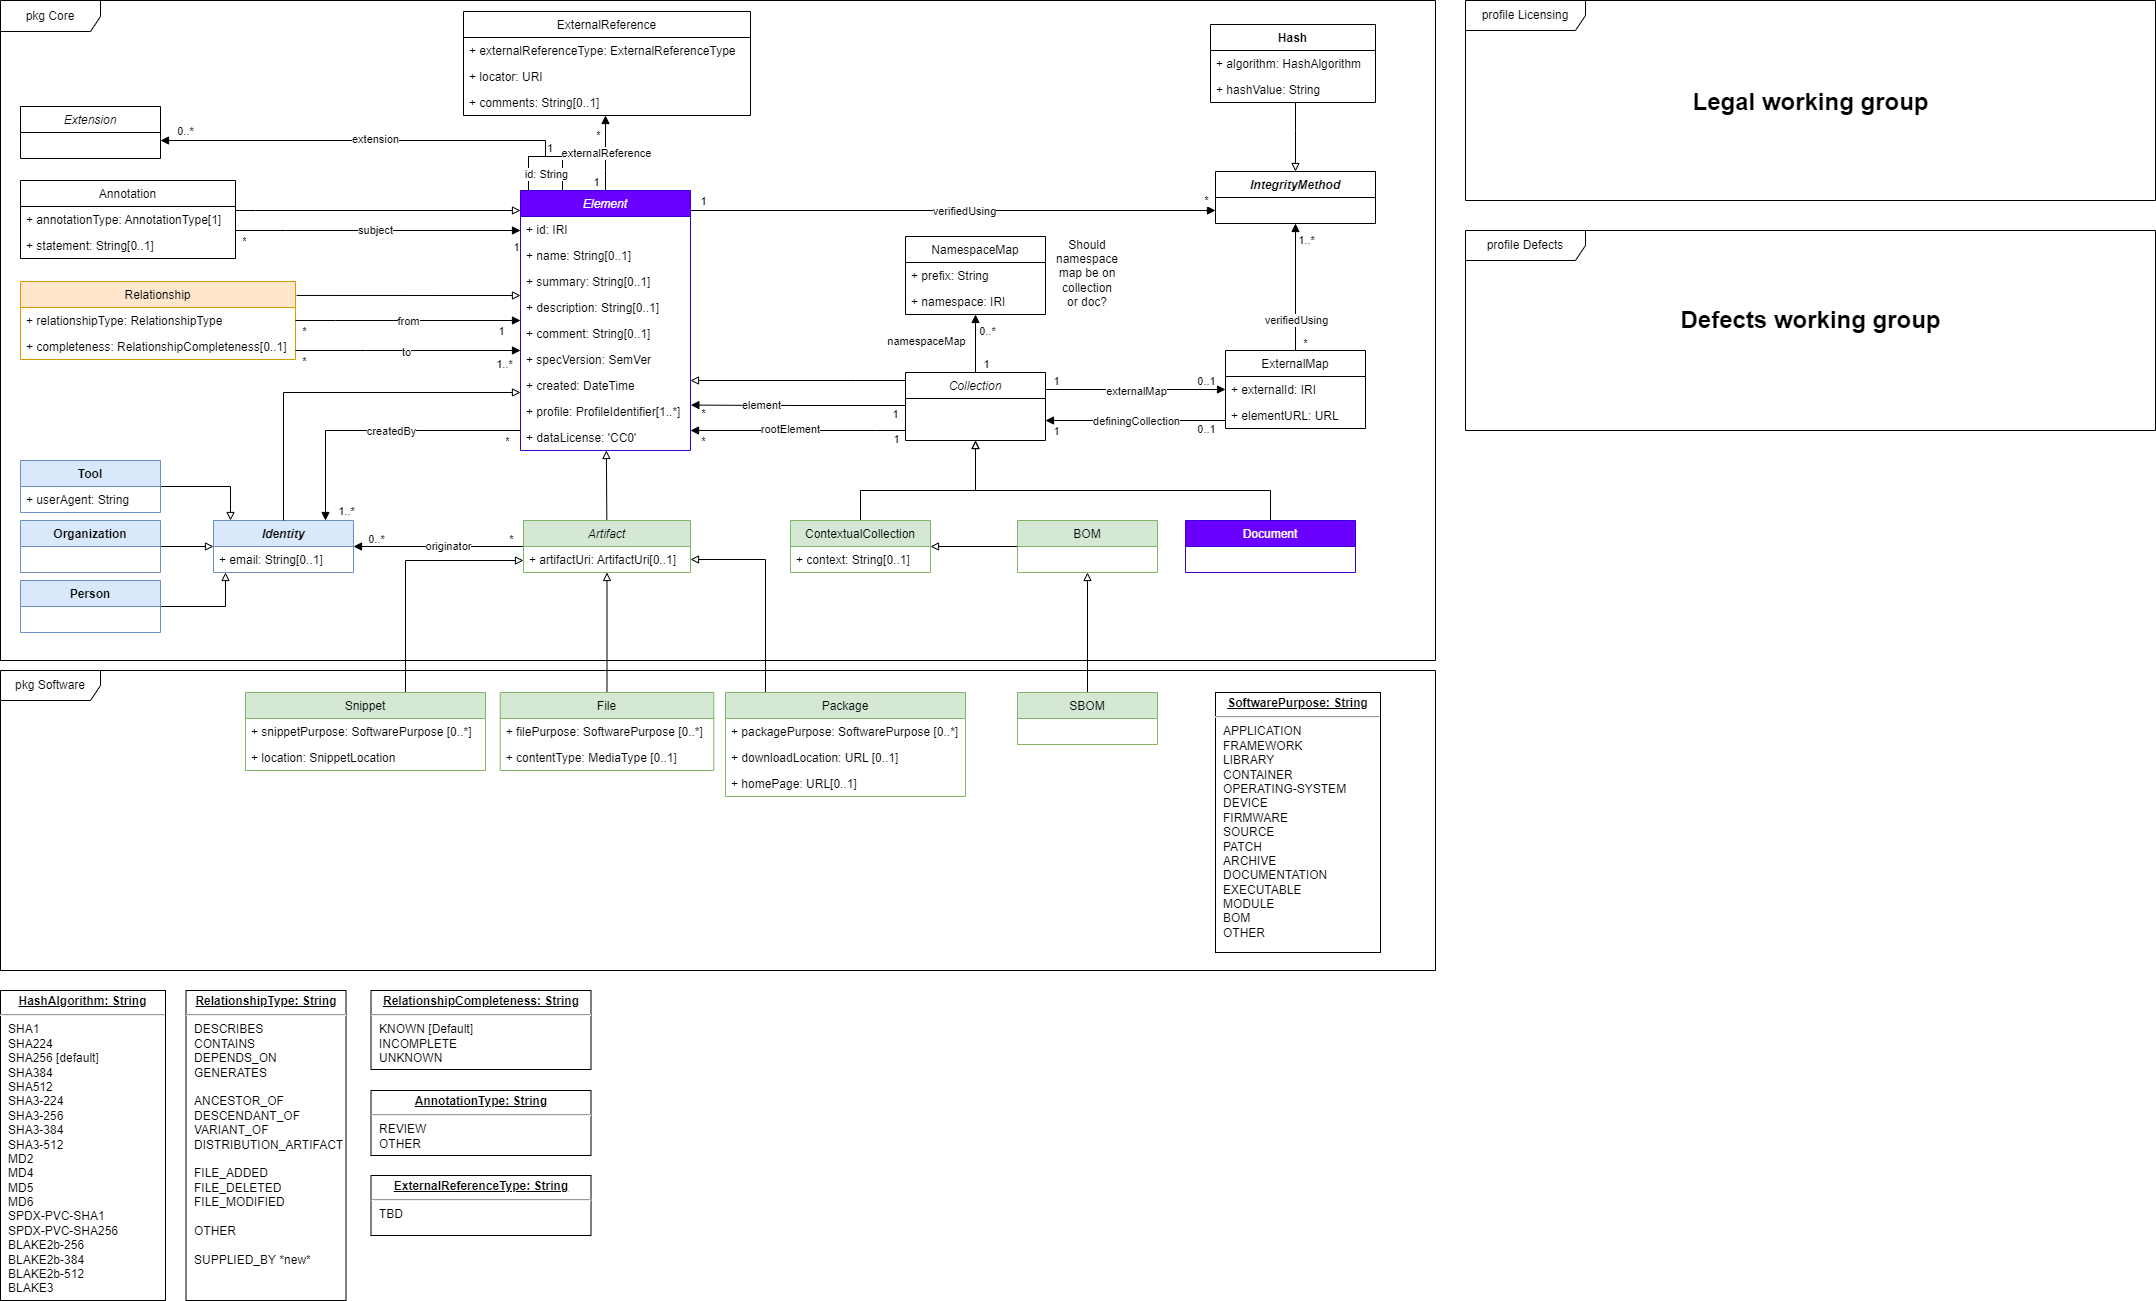 pkg Core
ExternalReference
+ externalReferenceType: ExternalReferenceType
+ locator: URI
+ comments: String[0..1]
Hash
+ algorithm: HashAlgorithm
+ hashValue: String
profile Licensing
Legal working group
Extension
0..*
extension
1
*
externalReference
id: String
1
Annotation
+ annotationType: AnnotationType[1]
+ statement: String[0..1]
subject
*
1
Element
+ id: IRI
+ name: String[0..1]
+ summary: String[0..1]
+ description: String[0..1]
+ comment: String[0..1]
+ specVersion: SemVer
+ created: DateTime
+ profile: ProfileIdentifier[1..*]
+ dataLicense: 'CC0'
1
verifiedUsing
*
IntegrityMethod
1..*
verifiedUsing
*
NamespaceMap
+ prefix: String
+ namespace: IRI
Should
namespace
map be on
collection
or doc?
profile Defects
Defects working group
Relationship
+ relationshipType: RelationshipType
+ completeness: RelationshipCompleteness[0..1]
from
*
1
to
*
1..*
0..*
namespaceMap
1
Collection
1
externalMap
0..1
definingCollection
1
0..1
ExternalMap
+ externalId: IRI
+ elementURL: URL
element
*
1
rootElement
*
1
createdBy
*
1..*
Tool
+ userAgent: String
Organization
Person
Identity
+ email: String[0..1]
0..*
originator
*
Artifact
+ artifactUri: ArtifactUri[0..1]
ContextualCollection
+ context: String[0..1]
BOM
Document
pkg Software
Snippet
+ snippetPurpose: SoftwarePurpose [0..*]
+ location: SnippetLocation
File
+ filePurpose: SoftwarePurpose [0..*]
+ contentType: MediaType [0..1]
Package
+ packagePurpose: SoftwarePurpose [0..*]
+ downloadLocation: URL [0..1]
+ homePage: URL[0..1]
SBOM
SoftwarePurpose: String
APPLICATION
FRAMEWORK
LIBRARY
CONTAINER
OPERATING-SYSTEM
DEVICE
FIRMWARE
SOURCE
PATCH
ARCHIVE
DOCUMENTATION
EXECUTABLE
MODULE
BOM
OTHER
HashAlgorithm: String
SHA1
SHA224
SHA256 [default]
SHA384
SHA512
SHA3-224
SHA3-256
SHA3-384
SHA3-512
MD2
MD4
MD5
MD6
SPDX-PVC-SHA1
SPDX-PVC-SHA256
BLAKE2b-256
BLAKE2b-384
BLAKE2b-512
BLAKE3
RelationshipType: String
DESCRIBES
CONTAINS
DEPENDS_ON
GENERATES
ANCESTOR_OF
DESCENDANT_OF
VARIANT_OF
DISTRIBUTION_ARTIFACT
FILE_ADDED
FILE_DELETED
FILE_MODIFIED
OTHER
SUPPLIED_BY *new*
RelationshipCompleteness: String
KNOWN [Default]
INCOMPLETE
UNKNOWN
AnnotationType: String
REVIEW
OTHER
ExternalReferenceType: String
TBD